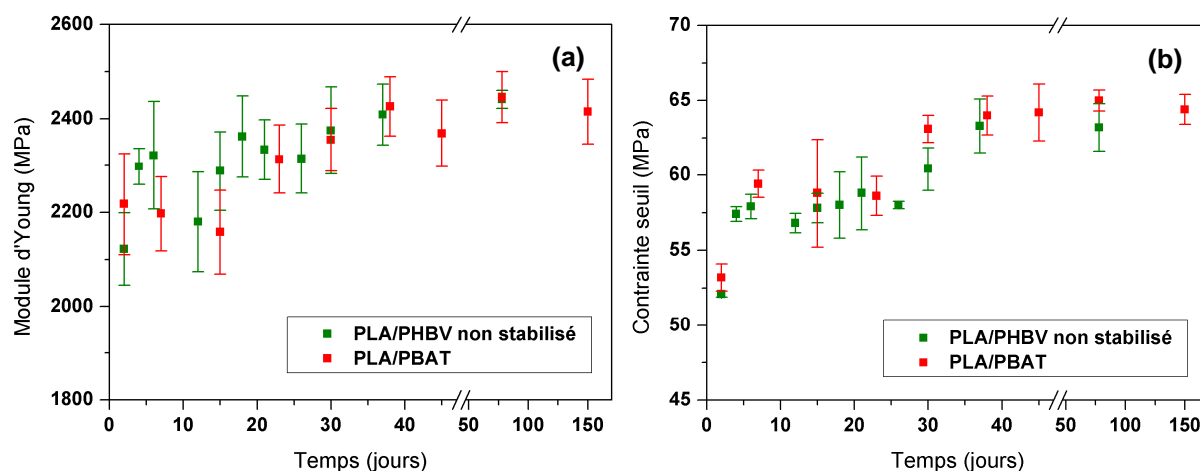 (a)
Module d'Young (MPa)
2600
2400
2200
2000
1800
PLA/PHBV non stabilisé
PLA/PBAT
0 10 20 30 40 50 100 150
Temps (jours)
(b)
Contrainte seuil (MPa)
70
65
60
55
50
45
PLA/PHBV non stabilisé
PLA/PBAT
0 10 20 30 40 50 100 150
Temps (jours)